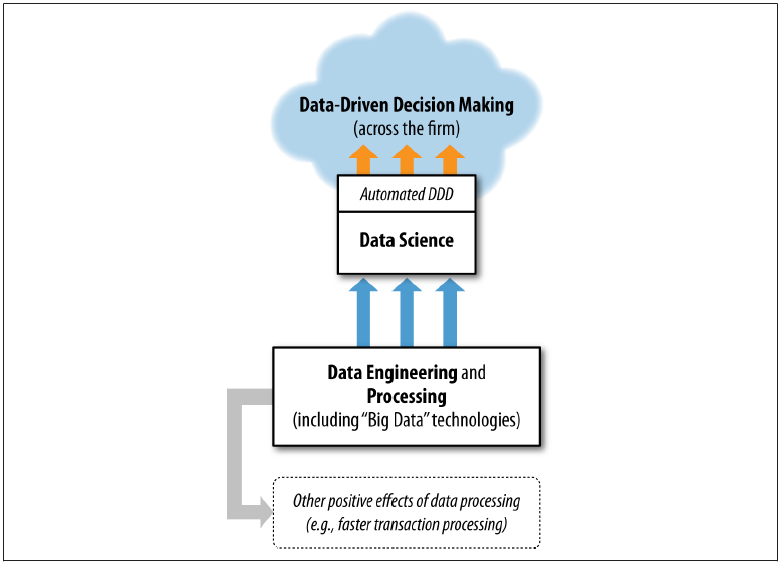 Data-Driven Decision Making
(across the firm)
Automated DDD
Data Science
Data Engineering and
Processing
(including “Big Data” technologies)
Other positive effects of data processing
(e.g., faster transaction processing)